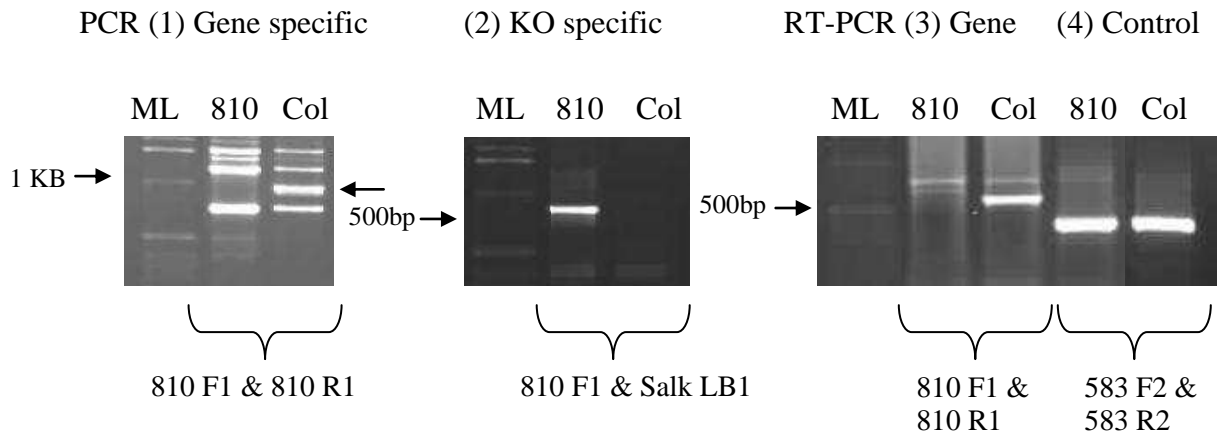 PCR (1) Gene specific (2) KO specific RT-PCR (3) Gene (4) Control
ML 810 Col ML 810 Col ML 810 Col 810 Col
1 KB
500bp
500bp
810 F1 & 810 R1 810 F1 & Salk LB1 810 F1 & 583 F2 &
810 R1 583 R2